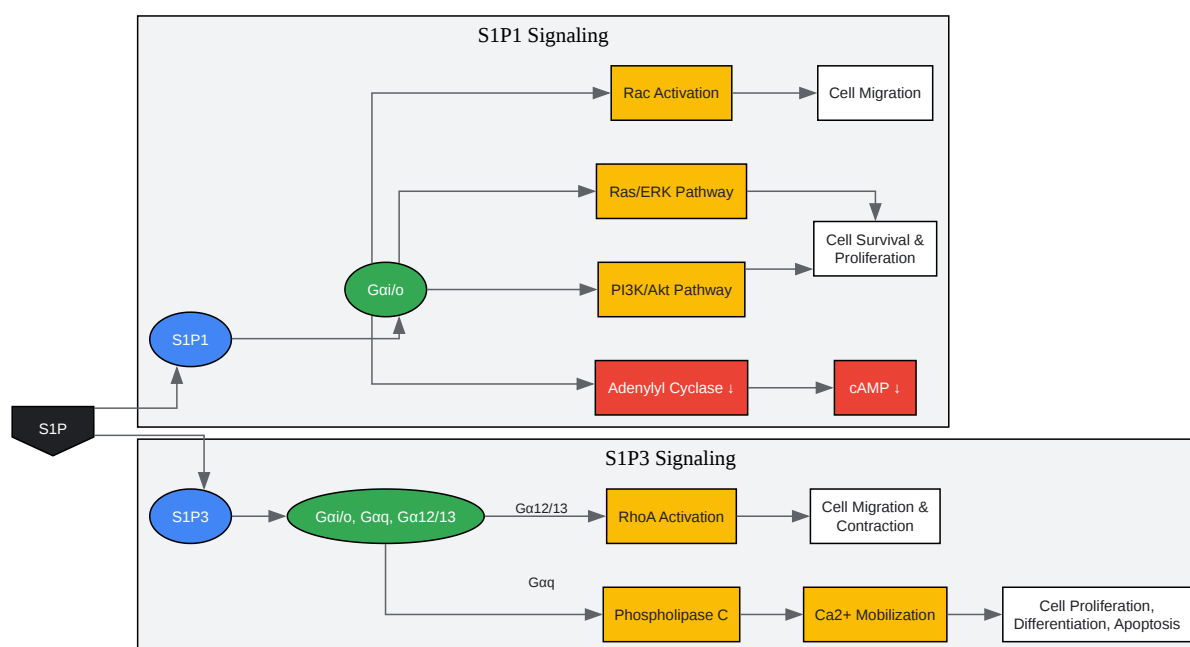 S1P1 Signaling
Rac Activation
Cell Migration
Ras/ERK Pathway
Cell Survival &
Proliferation
Gαi/o
PI3K/Akt Pathway
S1P1
Adenylyl Cyclase ↓
cAMP ↓
S1P
S1P3 Signaling
S1P3
Gαi/o, Gαq, Gα12/13
Gα12/13
RhoA Activation
Cell Migration &
Contraction
Gαq
Phospholipase C
Ca2+ Mobilization
Cell Proliferation,
Differentiation, Apoptosis